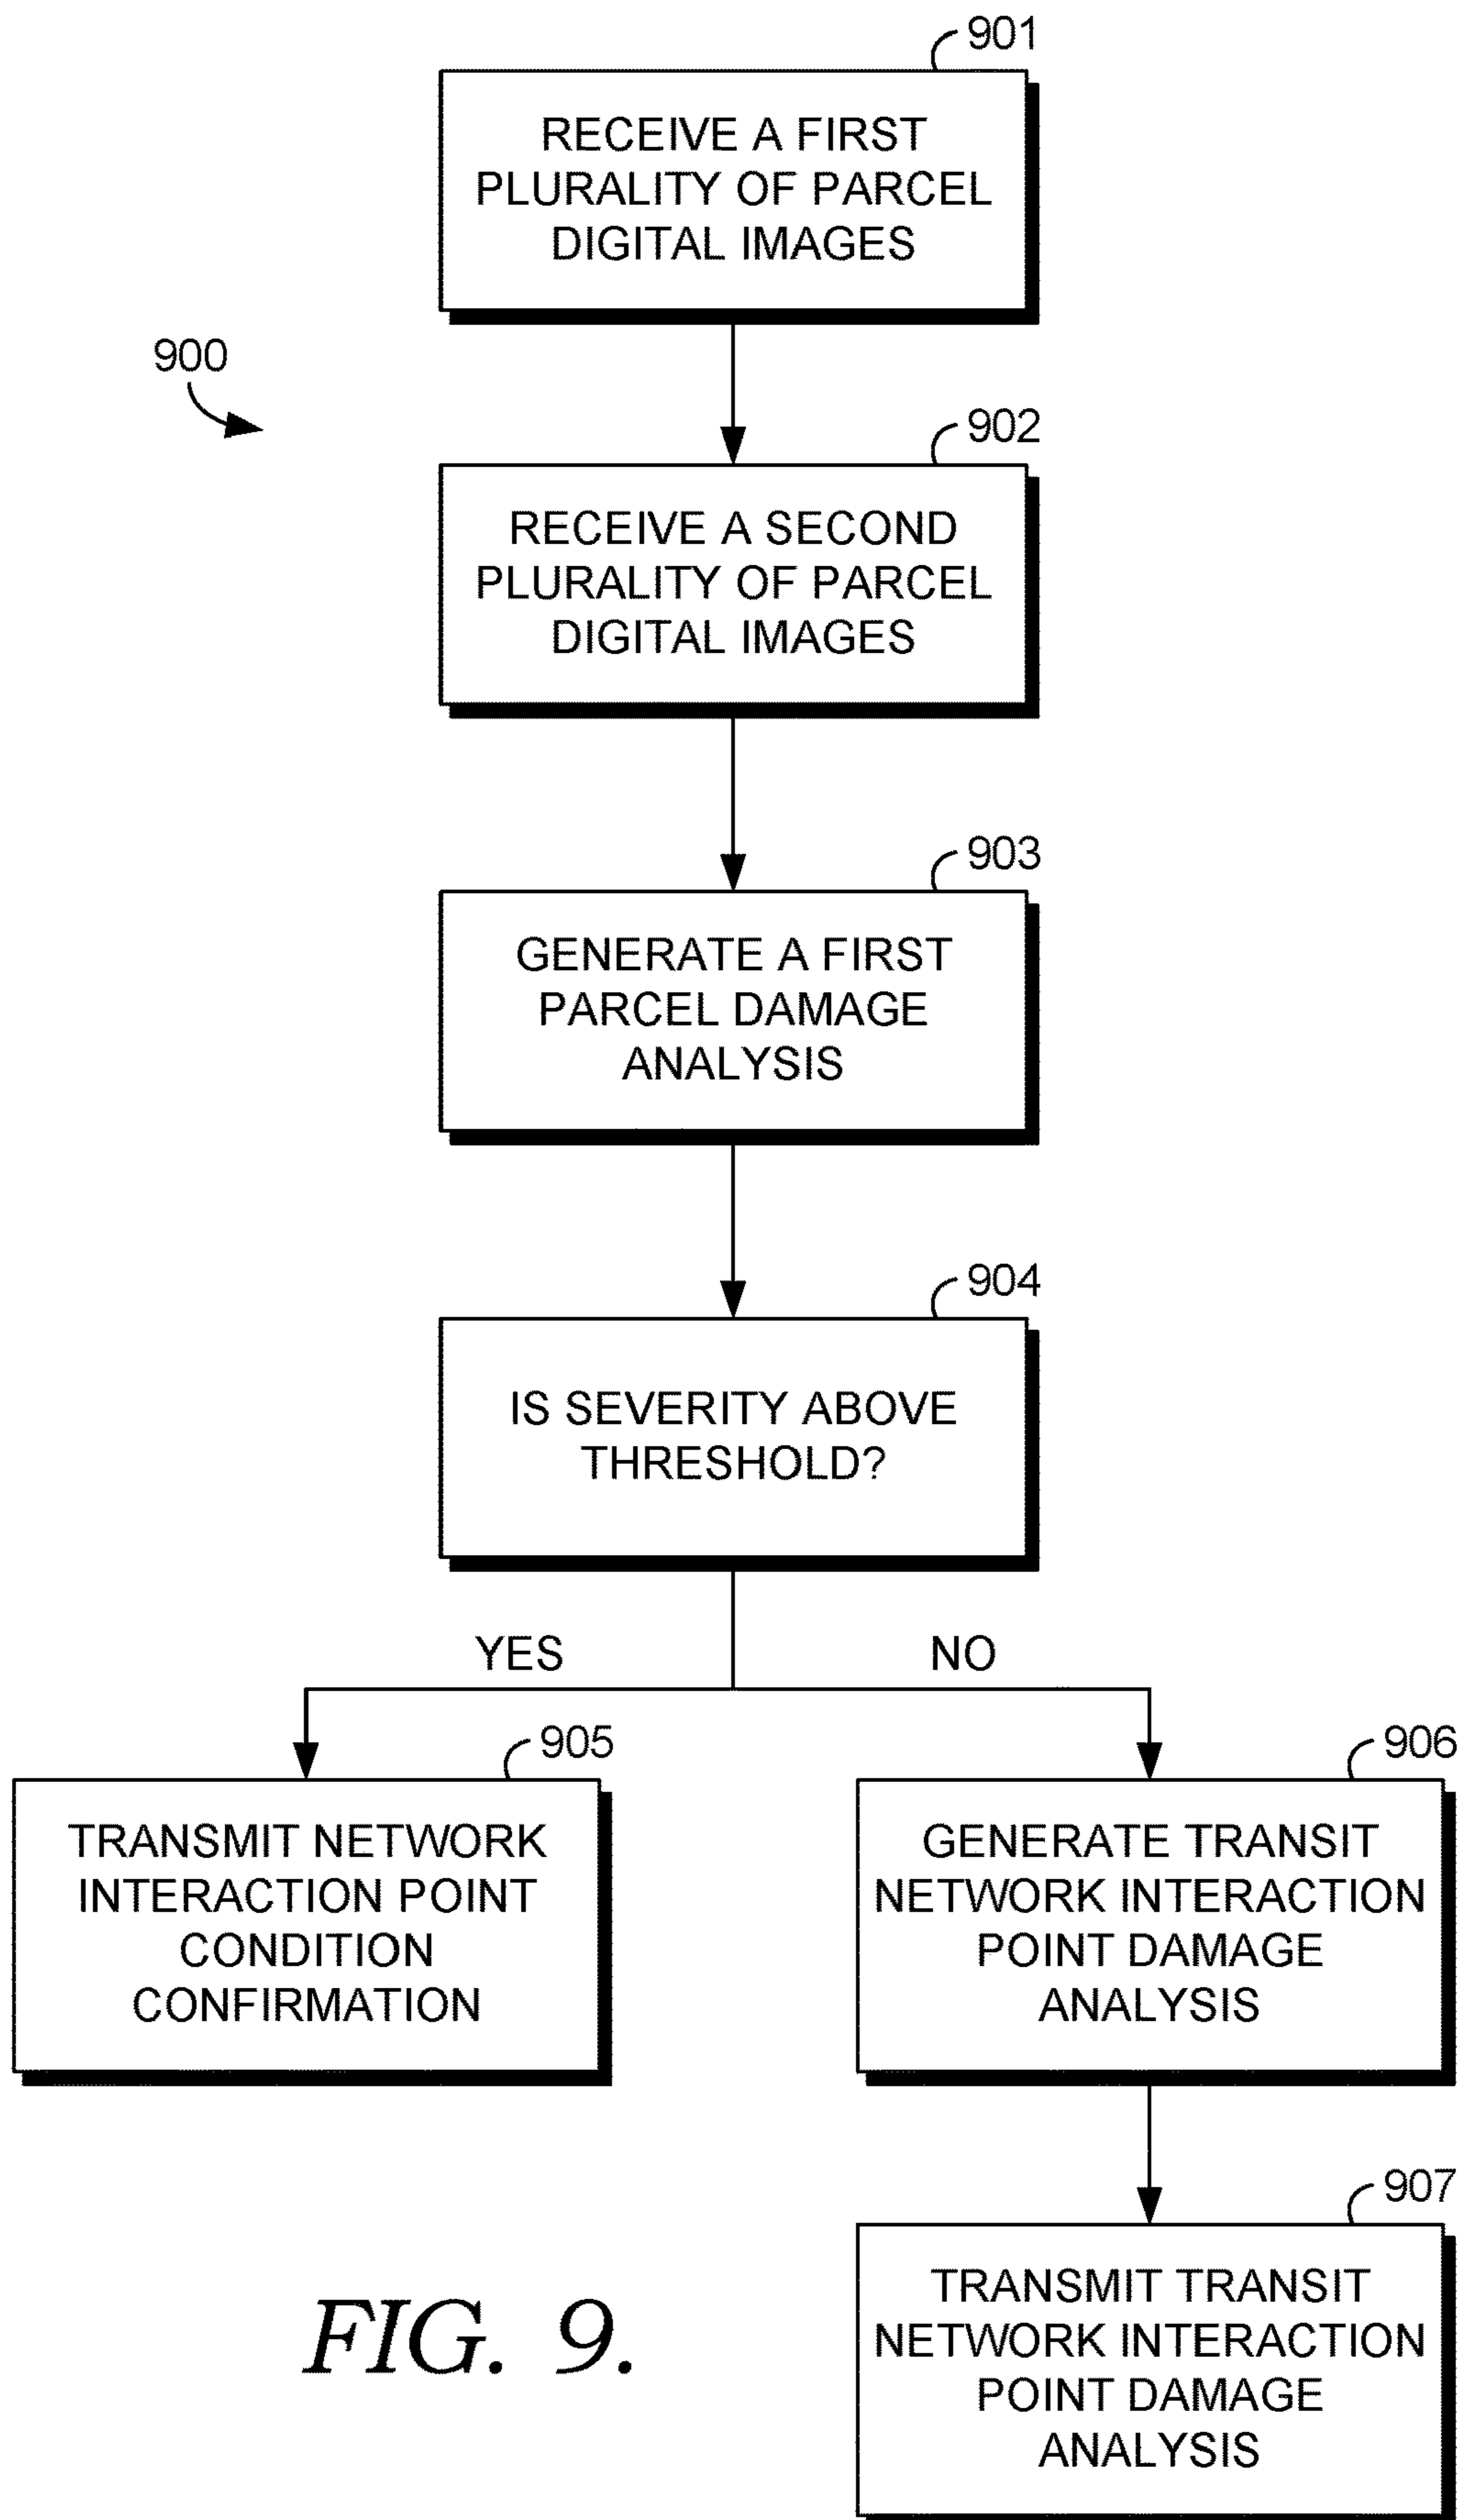 901
RECEIVE A FIRST
PLURALITY OF PARCEL
DIGITAL IMAGES
900
902
RECEIVE A SECOND
PLURALITY OF PARCEL
DIGITAL IMAGES
903
GENERATE A FIRST
PARCEL DAMAGE
ANALYSIS
904
IS SEVERITY ABOVE
THRESHOLD?
YES
NO
905
TRANSMIT NETWORK
INTERACTION POINT
CONDITION
CONFIRMATION
906
GENERATE TRANSIT
NETWORK INTERACTION
POINT DAMAGE
ANALYSIS
907
TRANSMIT TRANSIT
NETWORK INTERACTION
POINT DAMAGE
ANALYSIS
FIG. 9.